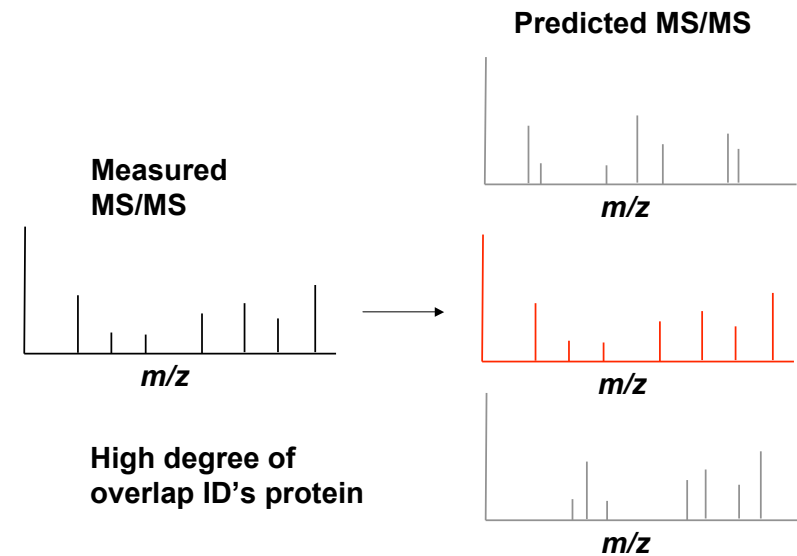 Predicted MS/MS
m/z
Measured
MS/MS
m/z
m/z
High degree of
overlap ID's protein
m/z